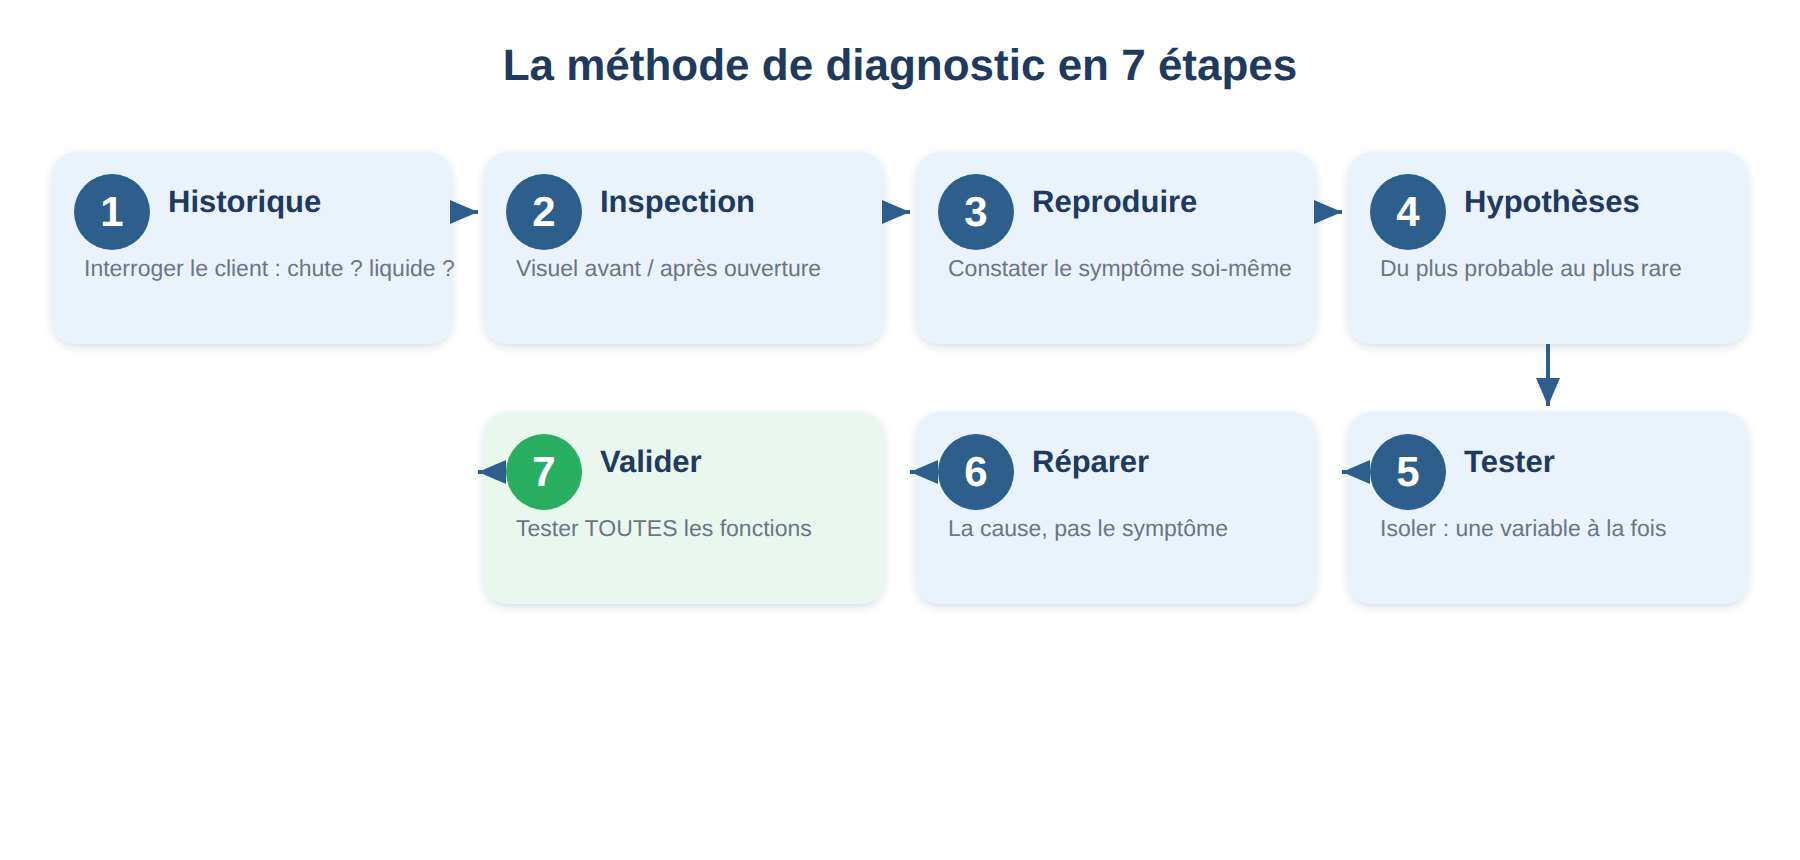 La méthode de diagnostic en 7 étapes
1 Historique
Interroger le client : chute ? liquide ?
2 Inspection
Visuel avant / après ouverture
3 Reproduire
Constater le symptôme soi-même
4 Hypothèses
Du plus probable au plus rare
5 Tester
Isoler : une variable à la fois
6 Réparer
La cause, pas le symptôme
7 Valider
Tester TOUTES les fonctions